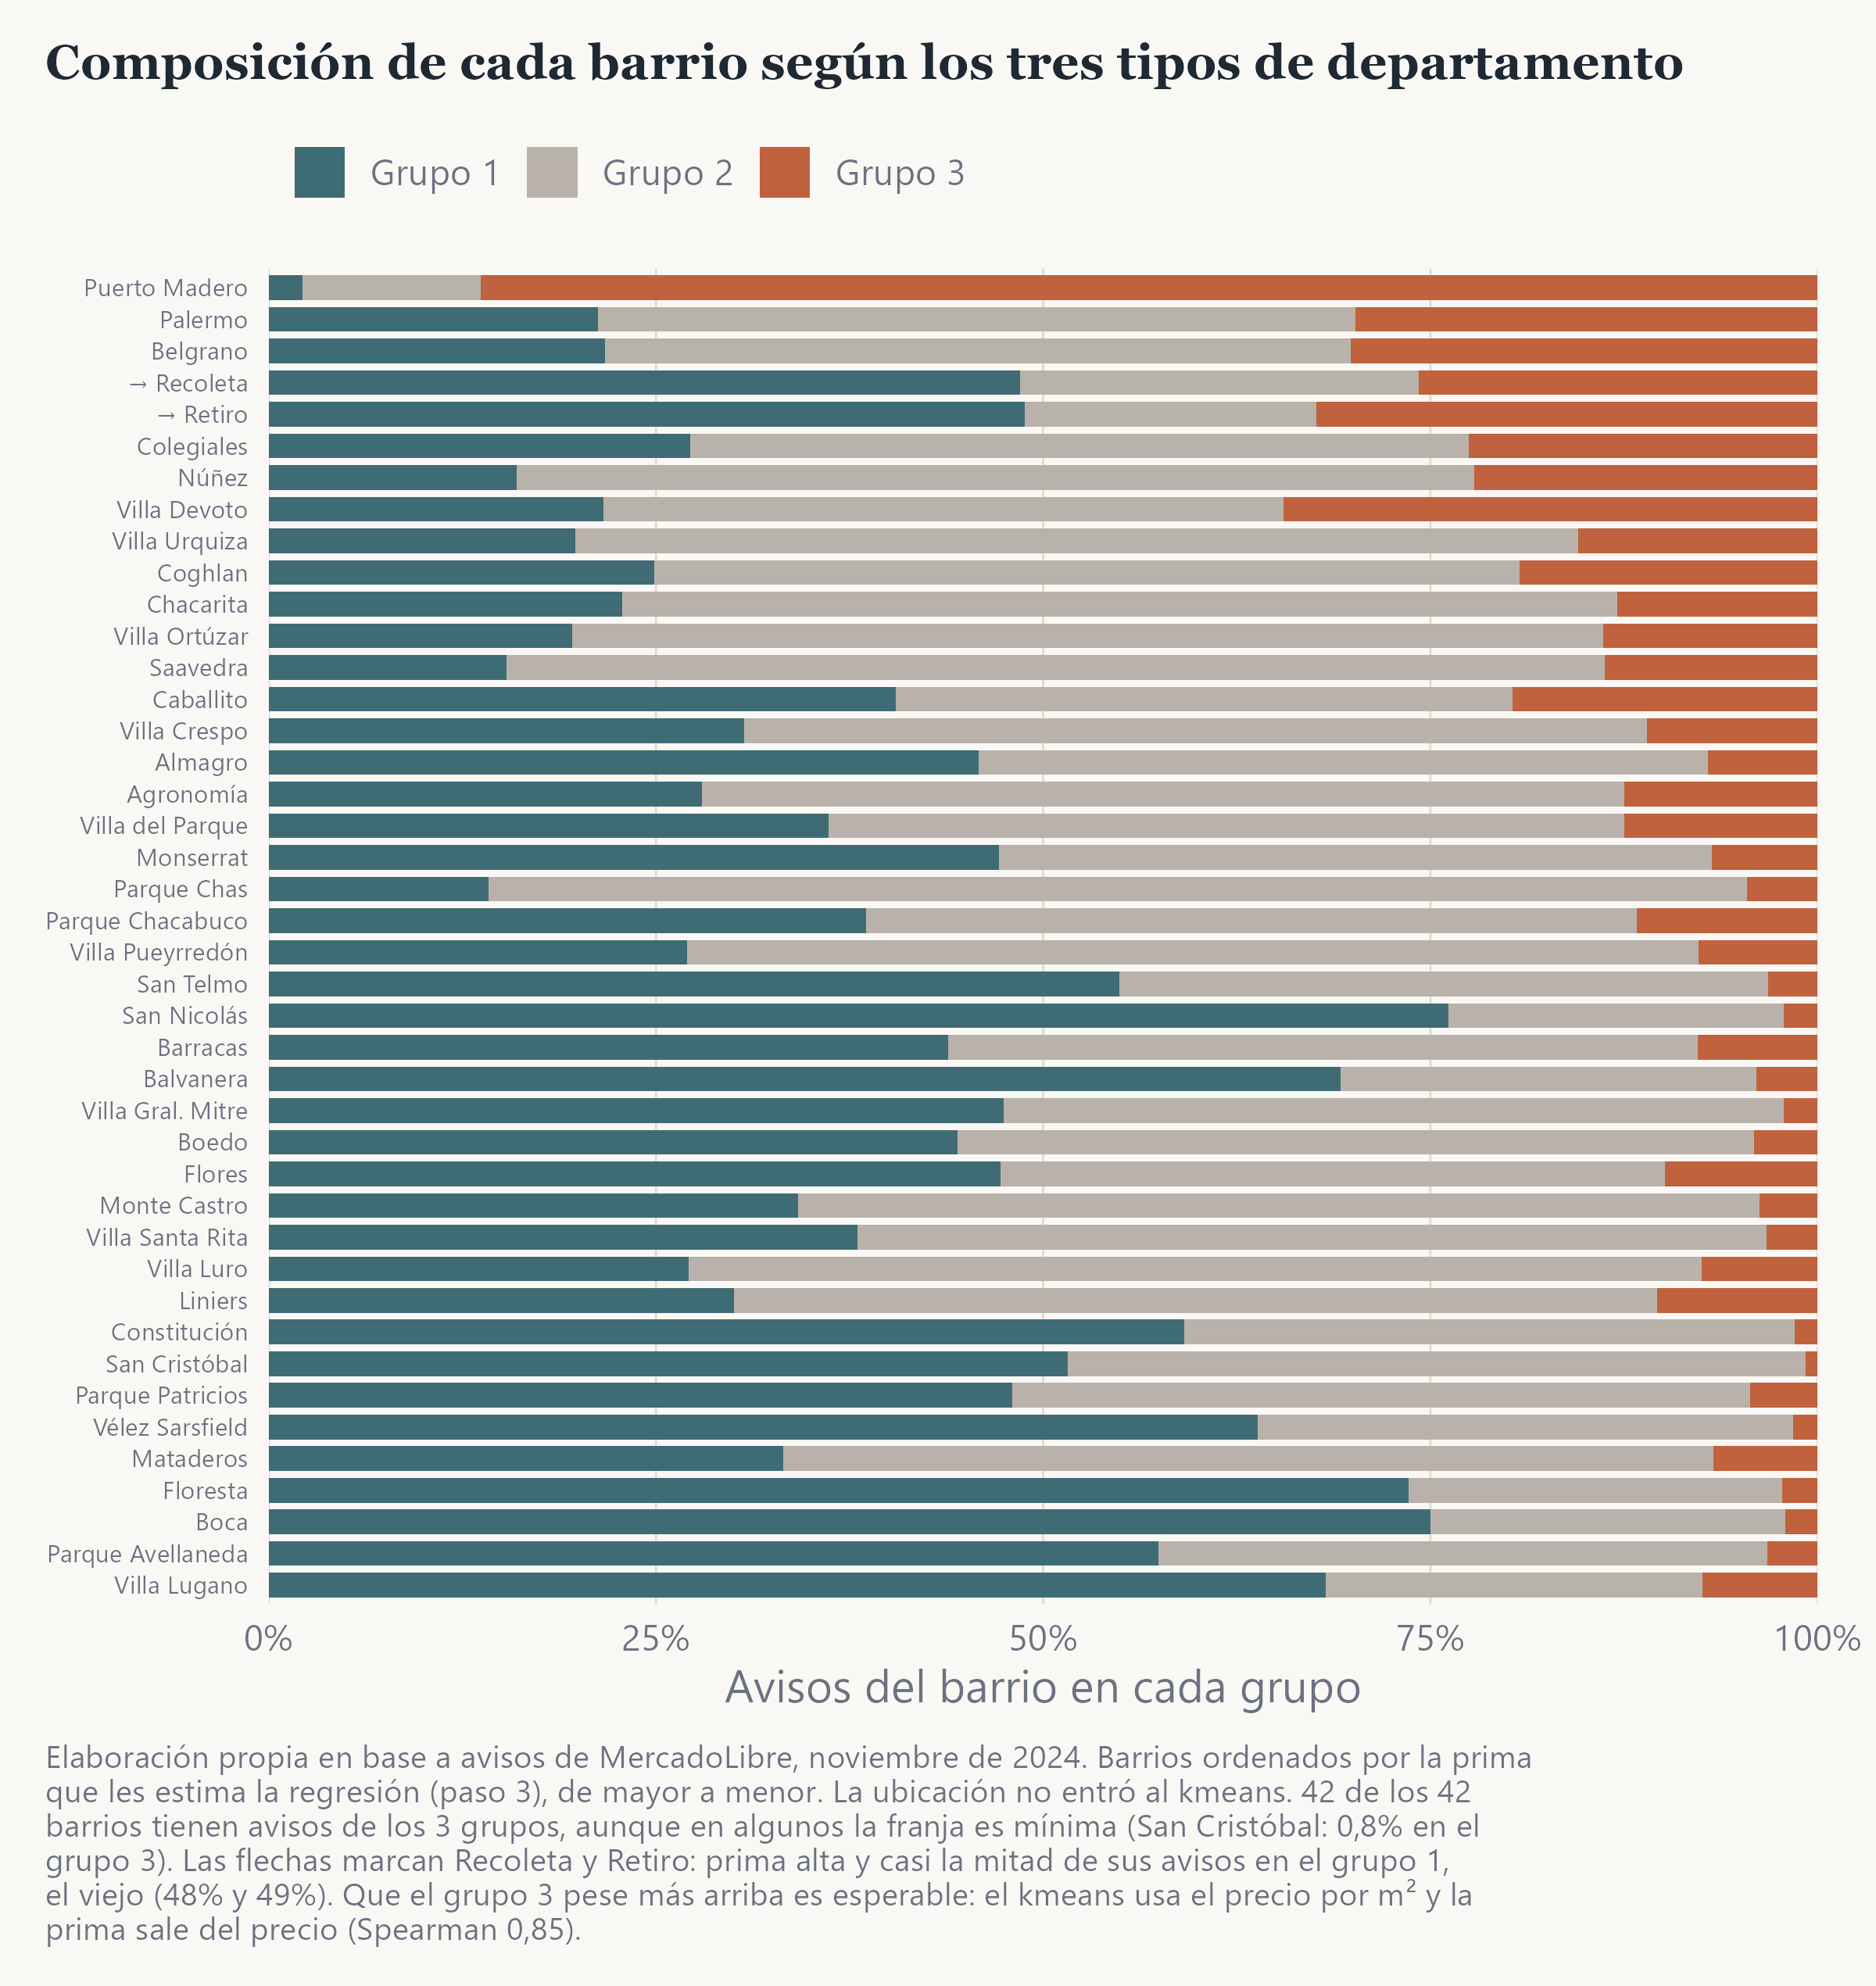 Composición de cada barrio según los tres tipos de departamento
Grupo 1
Grupo 2
Grupo 3
Puerto Madero
Palermo
Belgrano
→ Recoleta
→ Retiro
Colegiales
Núñez
Villa Devoto
Villa Urquiza
Coghlan
Chacarita
Villa Ortúzar
Saavedra
Caballito
Villa Crespo
Almagro
Agronomía
Villa del Parque
Monserrat
Parque Chas
Parque Chacabuco
Villa Pueyrredón
San Telmo
San Nicolás
Barracas
Balvanera
Villa Gral. Mitre
Boedo
Flores
Monte Castro
Villa Santa Rita
Villa Luro
Liniers
Constitución
San Cristóbal
Parque Patricios
Vélez Sarsfield
Mataderos
Floresta
Boca
Parque Avellaneda
Villa Lugano
0% 25% 50% 75% 100%
Avisos del barrio en cada grupo
Elaboración propia en base a avisos de MercadoLibre, noviembre de 2024. Barrios ordenados por la prima
que les estima la regresión (paso 3), de mayor a menor. La ubicación no entró al kmeans. 42 de los 42
barrios tienen avisos de los 3 grupos, aunque en algunos la franja es mínima (San Cristóbal: 0,8% en el
grupo 3). Las flechas marcan Recoleta y Retiro: prima alta y casi la mitad de sus avisos en el grupo 1,
el viejo (48% y 49%). Que el grupo 3 pese más arriba es esperable: el kmeans usa el precio por m² y la
prima sale del precio (Spearman 0,85).